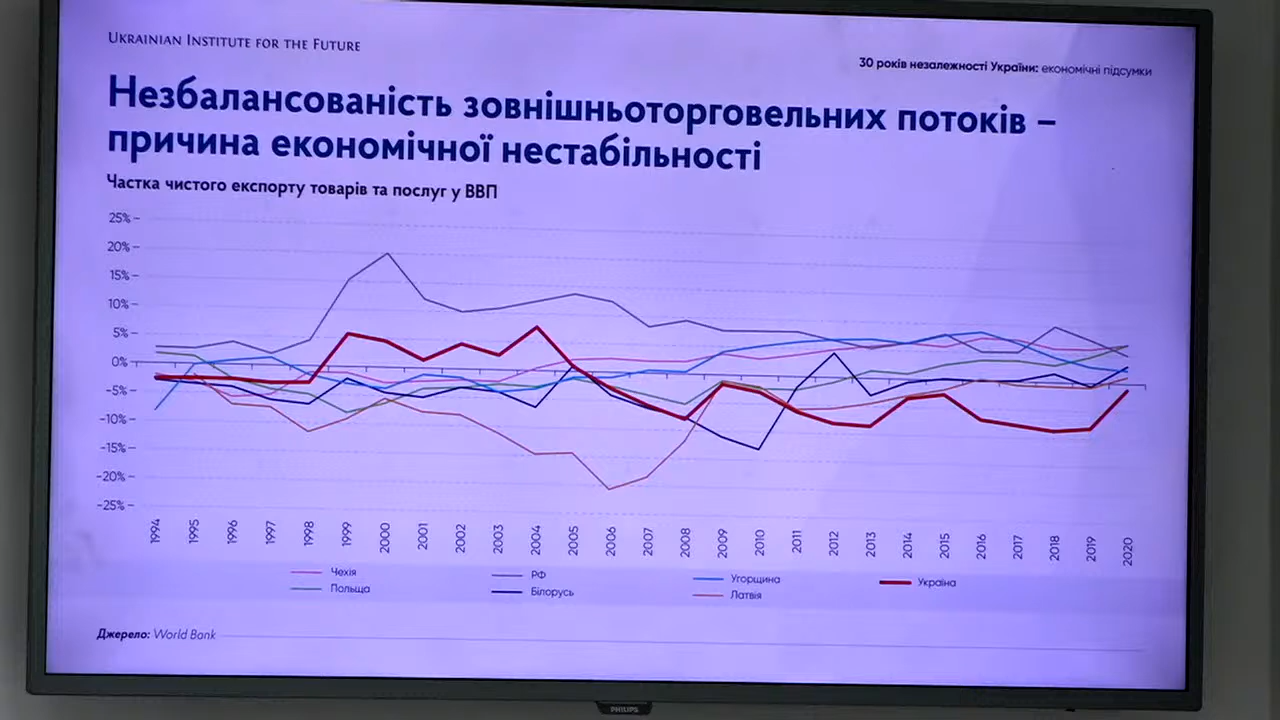 UKRAINIAN INSTITUTE FOR THE FUTURE
30 років незалежності України: економічні підсумки
Незбалансованість зовнішньоторговельних потоків –
причина економічної нестабільності
Частка чистого експорту товарів та послуг у ВВП
25%
20%
15%
10%
5%
0%
-5%
-10%
-15%
-20%
-25%
1994 1995 1996 1997 1998 1999 2000 2001 2002 2003 2004 2005 2006 2007 2008 2009 2010 2011 2012 2013 2014 2015 2016 2017 2018 2019 2020
Чехія РФ Угорщина Україна
Польща Білорусь Латвія
Джерело: World Bank
PHILIPS